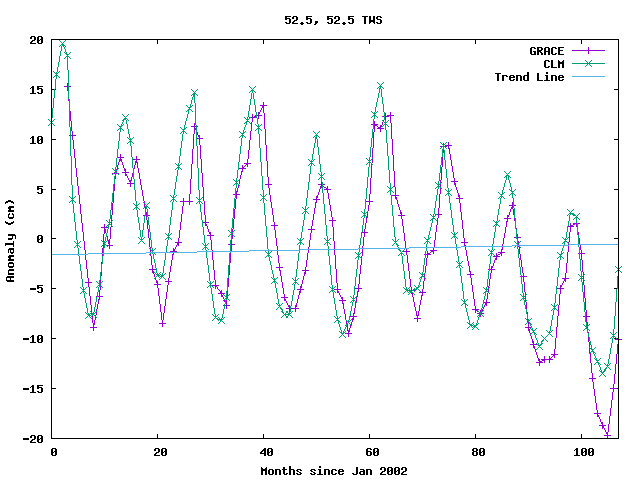 52.5, 52.5 TWS
GRACE
CLM
Trend Line
20
15
10
5
0
-5
-10
-15
-20
Anomaly (cm)
0 20 40 60 80 100
Months since Jan 2002